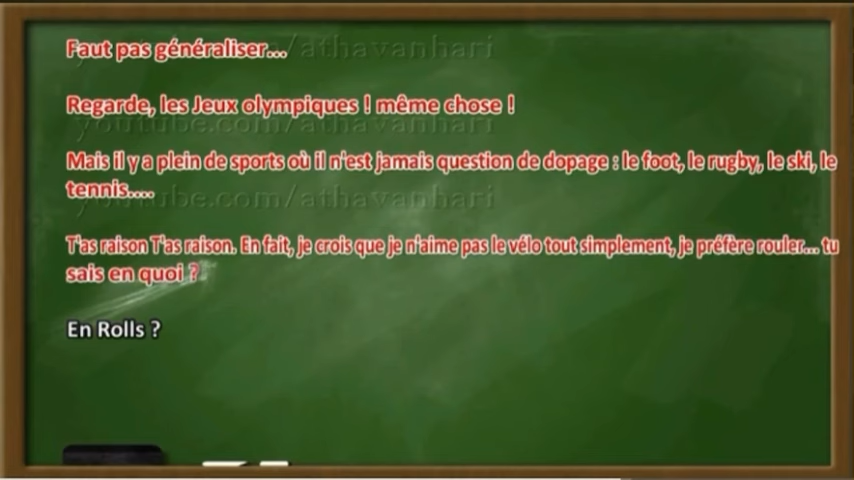 Faut pas généraliser...
youtube.com/athavanhari
Regarde, les Jeux olympiques ! même chose !
youtube.com/athavanhari
Mais il y a plein de sports où il n'est jamais question de dopage : le foot, le rugby, le ski, le
tennis....
youtube.com/athavanhari
T'as raison T'as raison. En fait, je crois que je n'aime pas le vélo tout simplement, je préfère rouler... tu
sais en quoi ?
En Rolls ?